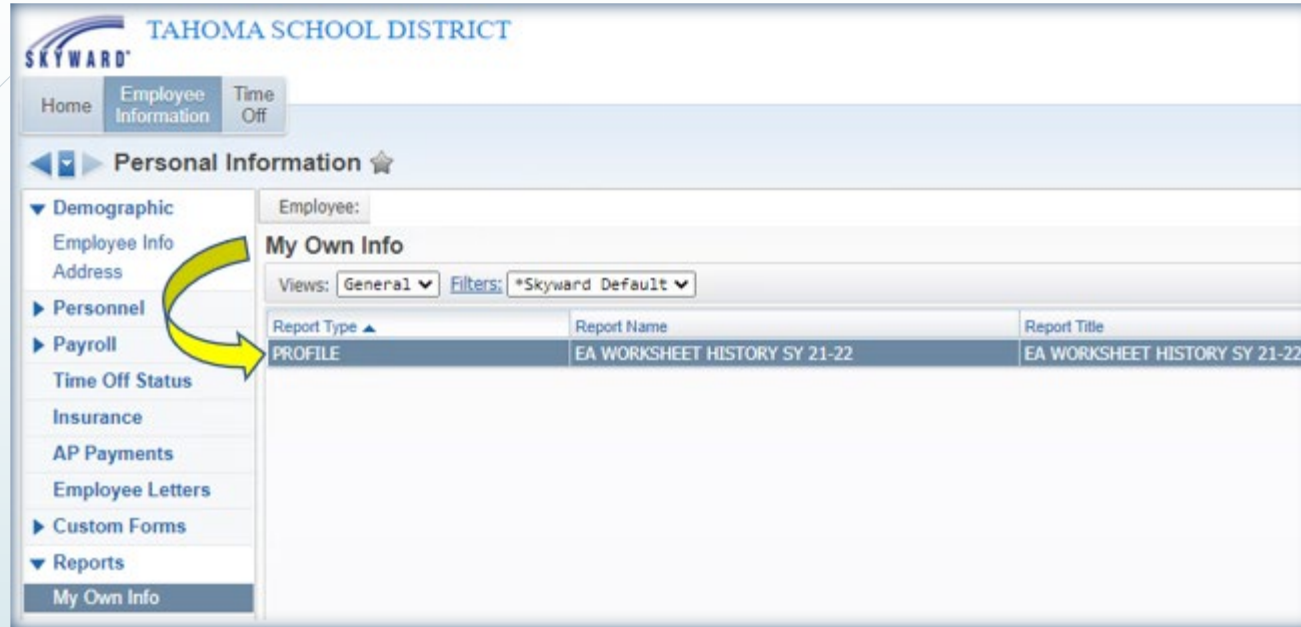 TAHOMA SCHOOL DISTRICT
SKYWARD
Home
Employee Information
Time Off
Personal Information
Demographic
Employee Info
Address
Personnel
Payroll
Time Off Status
Insurance
AP Payments
Employee Letters
Custom Forms
Reports
My Own Info
Employee:
My Own Info
Views: General Filters: *Skyward Default
Report Type Report Name Report Title
PROFILE EA WORKSHEET HISTORY SY 21-22 EA WORKSHEET HISTORY SY 21-22